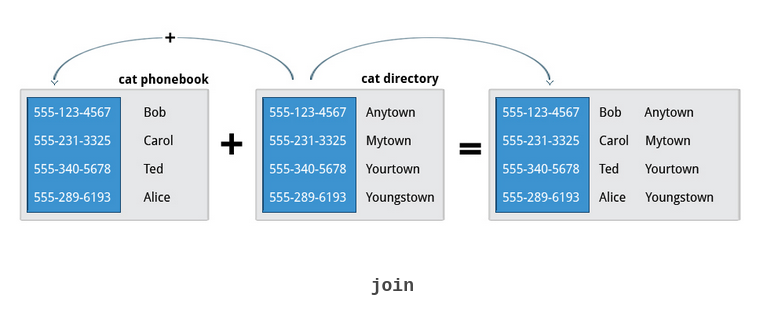 +
cat phonebook
555-123-4567 Bob
555-231-3325 Carol
555-340-5678 Ted
555-289-6193 Alice
+
cat directory
555-123-4567 Anytown
555-231-3325 Mytown
555-340-5678 Yourtown
555-289-6193 Youngstown
=
555-123-4567 Bob Anytown
555-231-3325 Carol Mytown
555-340-5678 Ted Yourtown
555-289-6193 Alice Youngstown
join